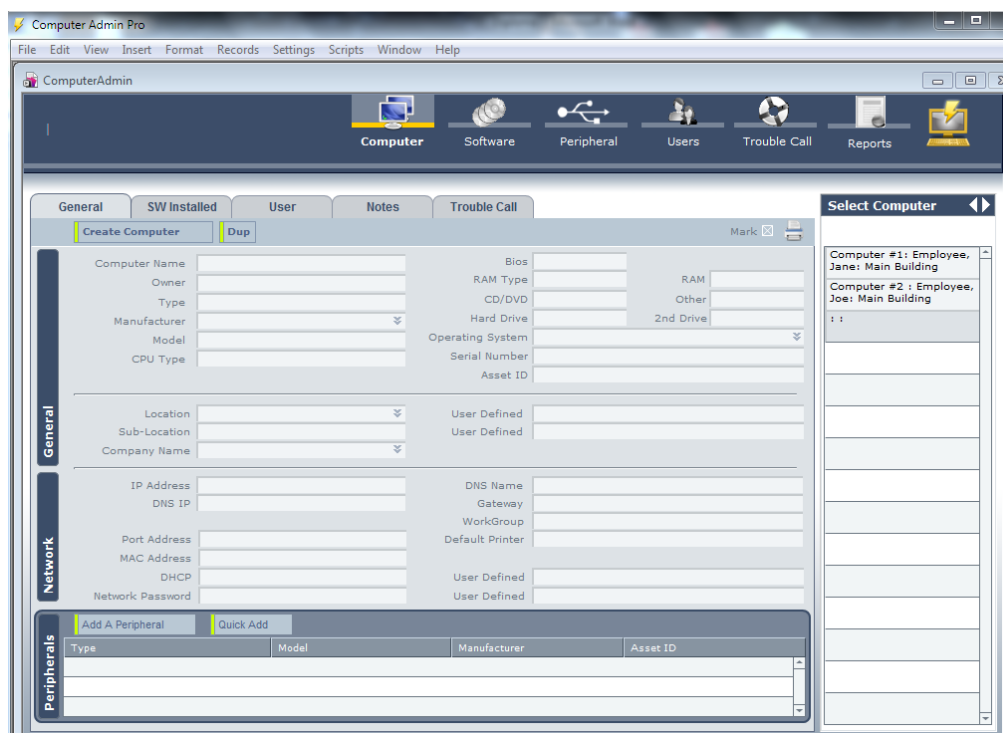 Computer Admin Pro
File Edit View Insert Format Records Settings Scripts Window Help
ComputerAdmin
Computer Software Peripheral Users Trouble Call Reports
General SW Installed User Notes Trouble Call
Create Computer Dup Mark
Computer Name Bios
Owner RAM Type RAM
Type CD/DVD Other
Manufacturer Hard Drive 2nd Drive
Model Operating System
CPU Type Serial Number
Asset ID
General
Location User Defined
Sub-Location User Defined
Company Name
Network
IP Address DNS Name
DNS IP Gateway
WorkGroup
Port Address Default Printer
MAC Address
DHCP User Defined
Network Password User Defined
Peripherals
Add A Peripheral Quick Add
Type Model Manufacturer Asset ID
Select Computer
Computer #1: Employee,
Jane: Main Building
Computer #2 : Employee,
Joe: Main Building
: :